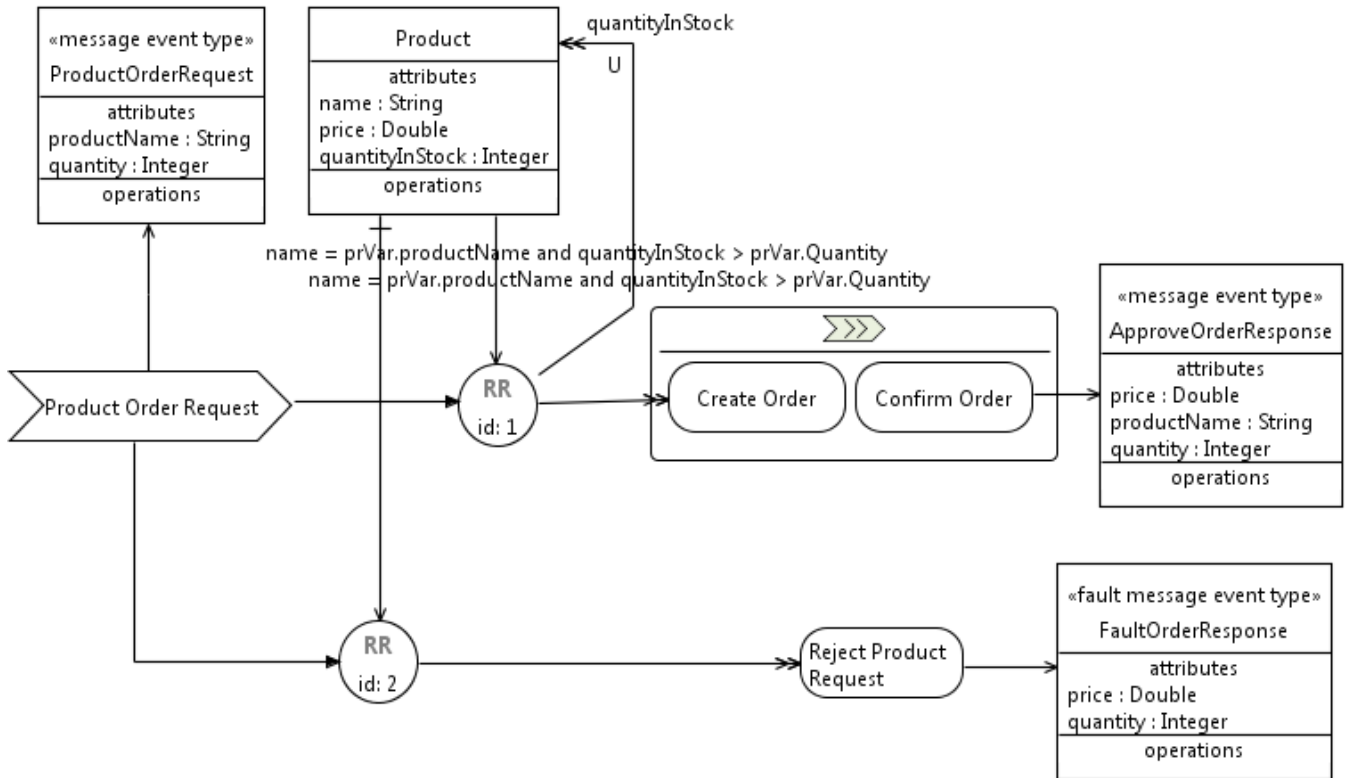 «message event type»
ProductOrderRequest
attributes
productName : String
quantity : Integer
operations
Product
attributes
name : String
price : Double
quantityInStock : Integer
operations
quantityInStock
U
name = prVar.productName and quantityInStock > prVar.Quantity
name = prVar.productName and quantityInStock > prVar.Quantity
Product Order Request
RR
id: 1
Create Order
Confirm Order
«message event type»
ApproveOrderResponse
attributes
price : Double
productName : String
quantity : Integer
operations
RR
id: 2
Reject Product
Request
«fault message event type»
FaultOrderResponse
attributes
price : Double
quantity : Integer
operations